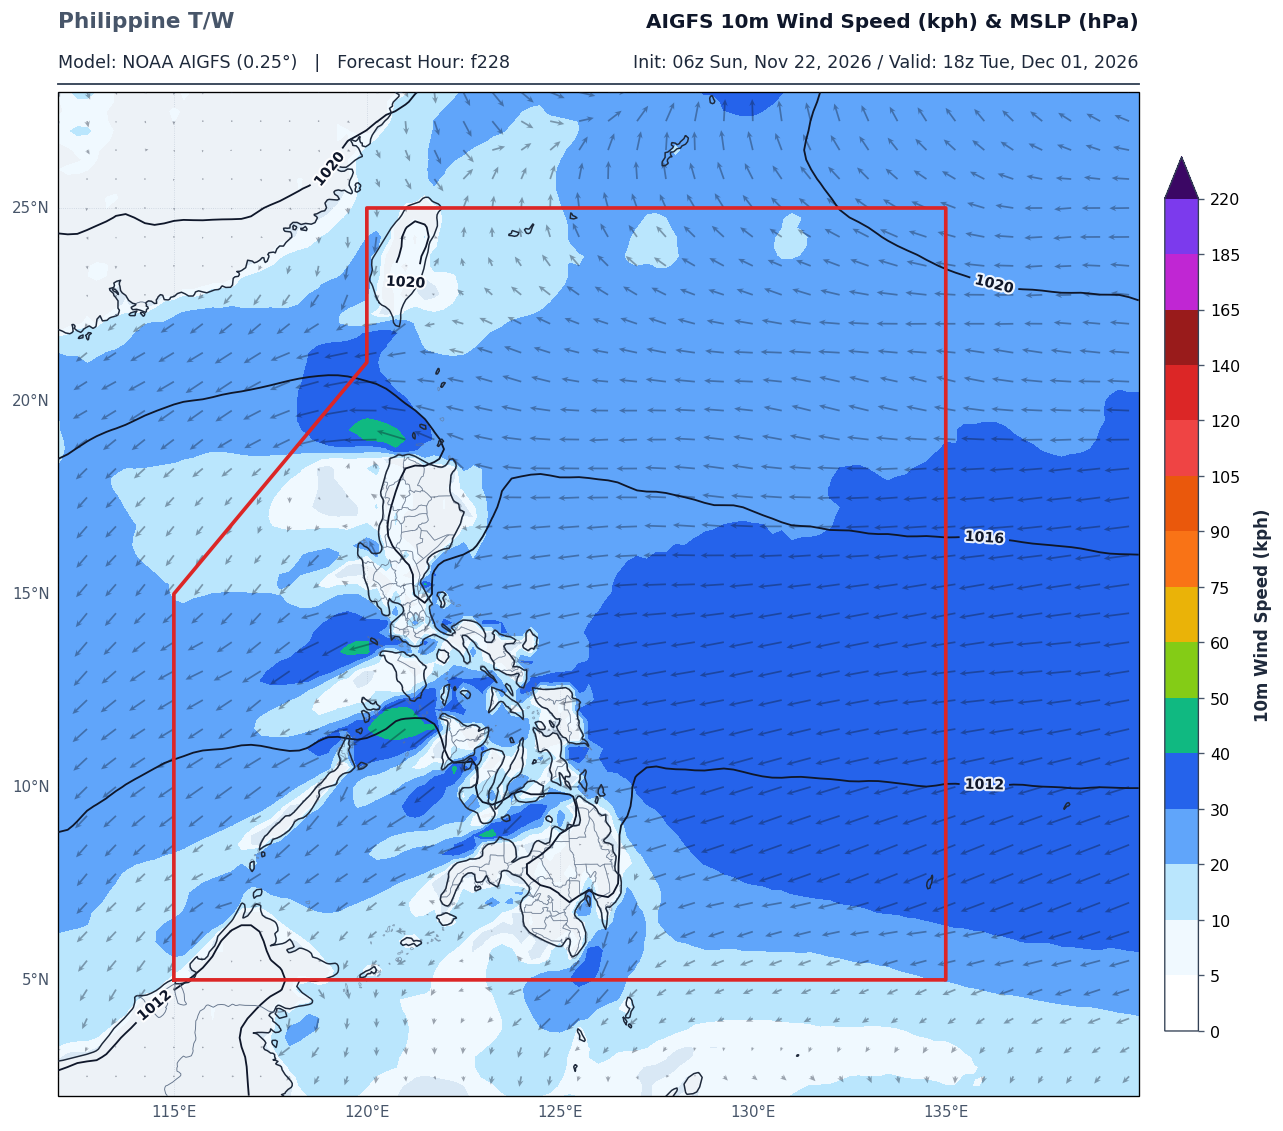 Philippine T/W
AIGFS 10m Wind Speed (kph) & MSLP (hPa)
Model: NOAA AIGFS (0.25°) | Forecast Hour: f228
Init: 06z Sun, Nov 22, 2026 / Valid: 18z Tue, Dec 01, 2026
25°N
20°N
15°N
10°N
5°N
115°E
120°E
125°E
130°E
135°E
1020
1020
1020
1016
1012
1012
220
185
165
140
120
105
90
75
60
50
40
30
20
10
5
0
10m Wind Speed (kph)